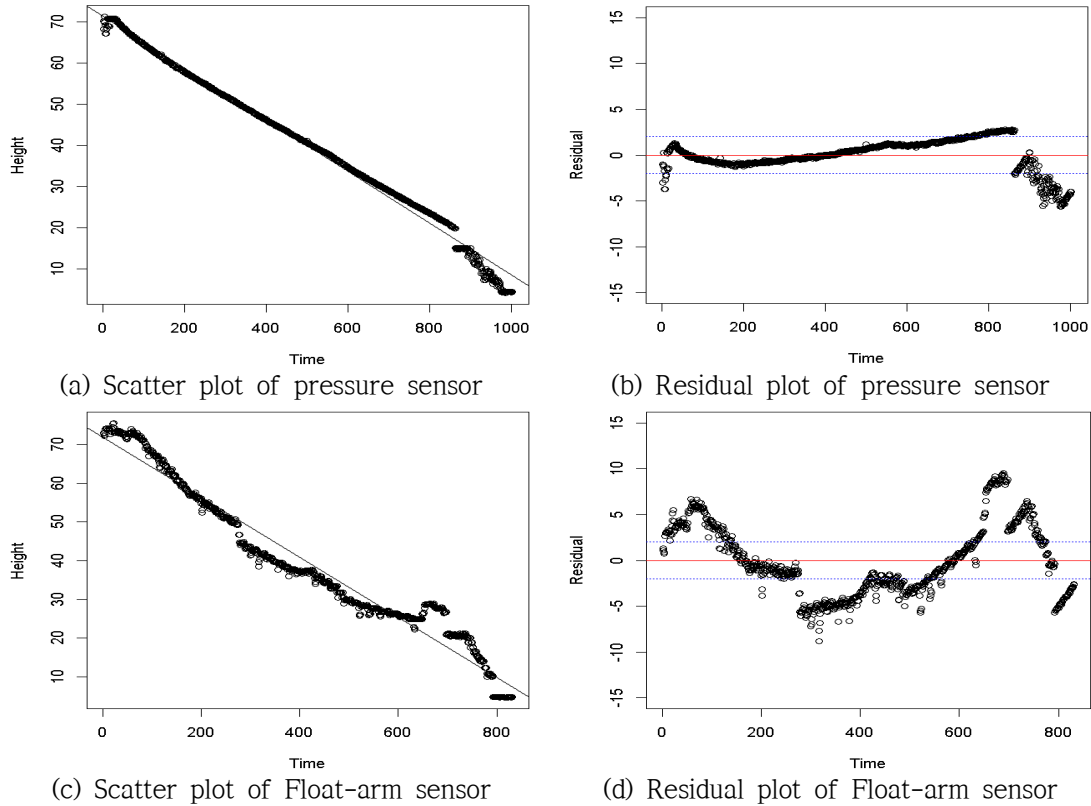 70
60
50
40
30
20
10
Height
0 200 400 600 800 1000
Time
15
10
5
0
-5
-10
-15
Residual
0 200 400 600 800 1000
Time
(a) Scatter plot of pressure sensor
(b) Residual plot of pressure sensor
70
60
50
40
30
20
10
Height
0 200 400 600 800
Time
15
10
5
0
-5
-10
-15
Residual
0 200 400 600 800
Time
(c) Scatter plot of Float-arm sensor
(d) Residual plot of Float-arm sensor